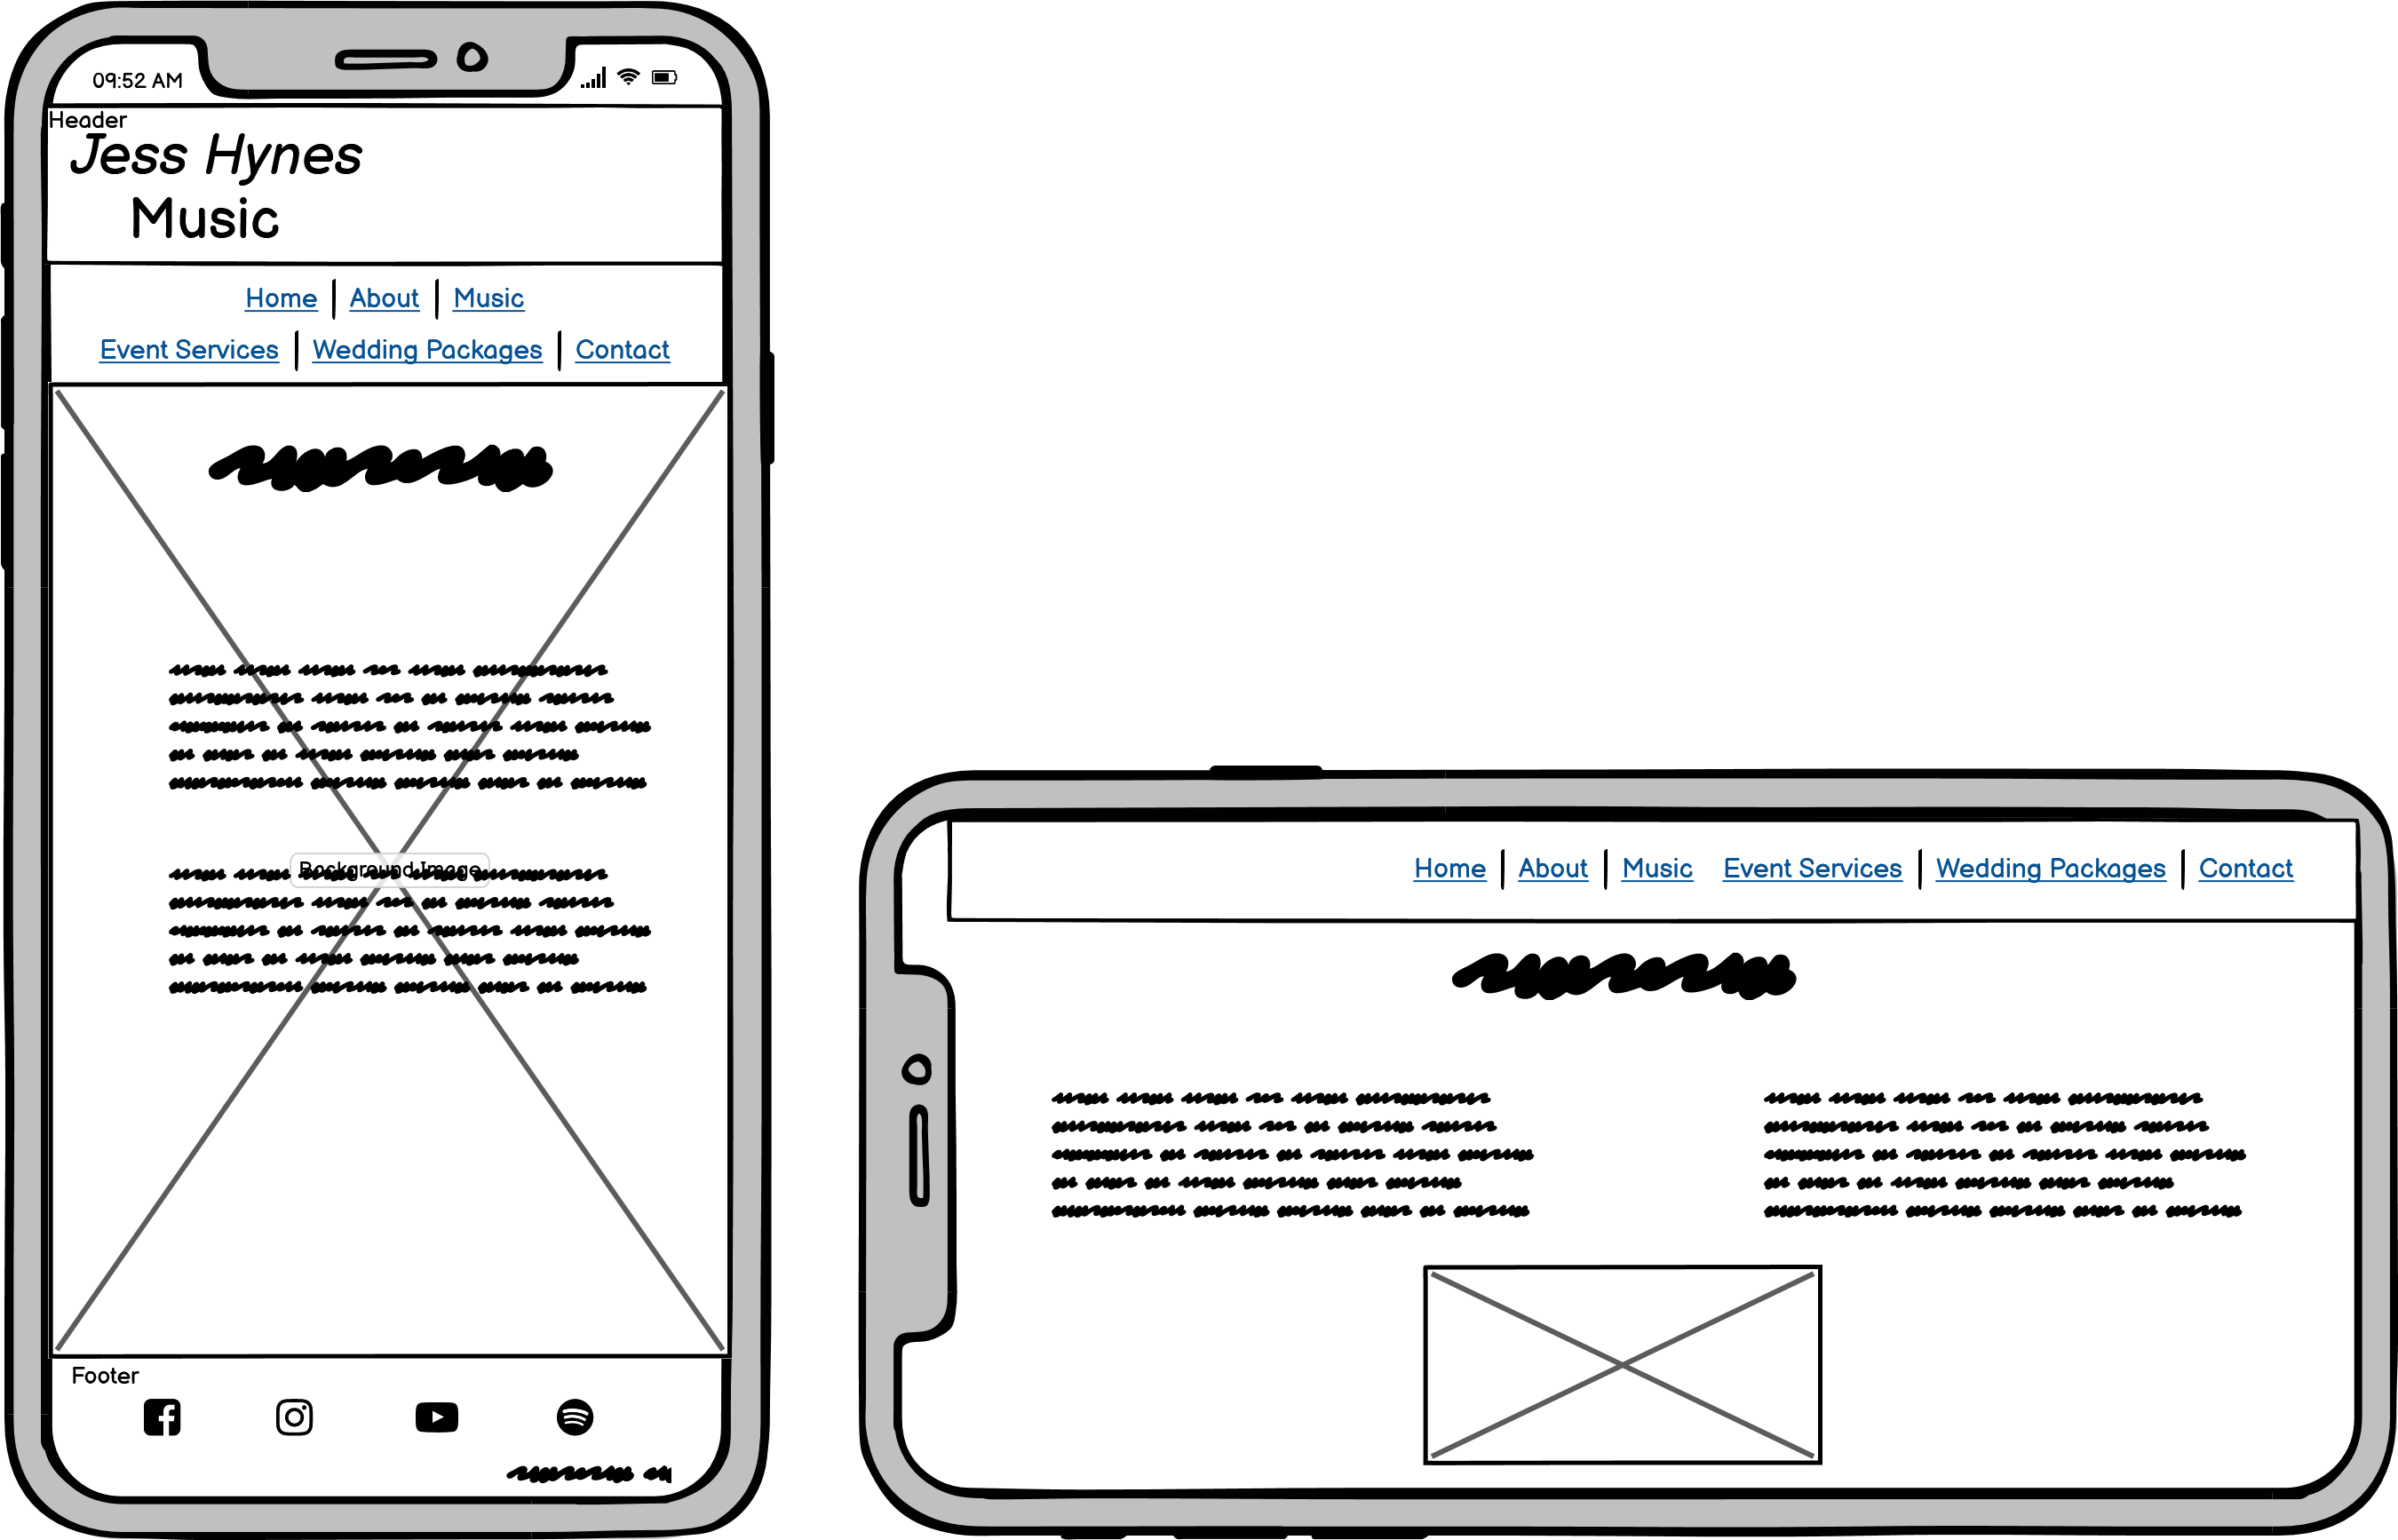 09:52 AM
Header
Jess Hynes
Music
Home | About | Music
Event Services | Wedding Packages | Contact
Background Image
Footer
Home | About | Music Event Services | Wedding Packages | Contact